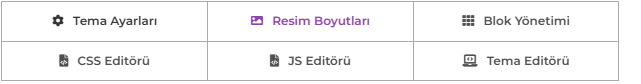 Tema Ayarları
Resim Boyutları
Blok Yönetimi
CSS Editörü
JS Editörü
Tema Editörü